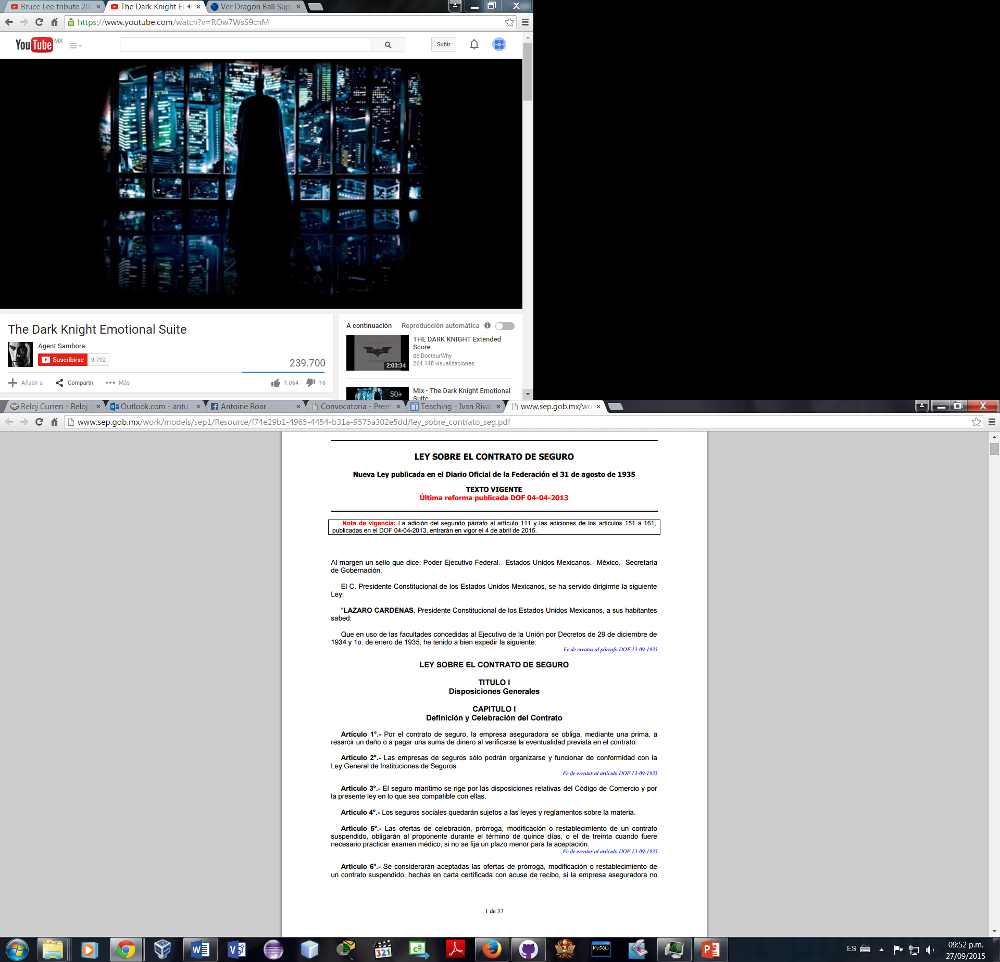 Bruce Lee tribute 201
The Dark Knight E
Ver Dragon Ball Supe
https://www.youtube.com/watch?v=ROw7WsS9cnM
YouTube MX
Subir
The Dark Knight Emotional Suite
Agent Sambora
Suscribirse 9.710
239.700
Añadir a Compartir Más 1.064 16
A continuación Reproducción automática
THE DARK KNIGHT Extended
Score
de DocteurWhy
264.148 visualizaciones
2:03:34
Mix - The Dark Knight Emotional
Suite
50+
Reloj Curren - Reloj
Outlook.com - antu_
Antoine Roar
Convocatoria - Prem
Teaching - Ivan Rival
www.sep.gob.mx/wo
www.sep.gob.mx/work/models/sep1/Resource/f74e29b1-4965-4454-b31a-9575a302e5dd/ley_sobre_contrato_seg.pdf
LEY SOBRE EL CONTRATO DE SEGURO
Nueva Ley publicada en el Diario Oficial de la Federación el 31 de agosto de 1935
TEXTO VIGENTE
Última reforma publicada DOF 04-04-2013
Nota de vigencia: La adición del segundo párrafo al artículo 111 y las adiciones de los artículos 151 a 161,
publicadas en el DOF 04-04-2013, entrarán en vigor el 4 de abril de 2015.
Al margen un sello que dice: Poder Ejecutivo Federal.- Estados Unidos Mexicanos.- México.- Secretaría
de Gobernación.
El C. Presidente Constitucional de los Estados Unidos Mexicanos, se ha servido dirigirme la siguiente
Ley:
"LAZARO CARDENAS, Presidente Constitucional de los Estados Unidos Mexicanos, a sus habitantes
sabed:
Que en uso de las facultades concedidas al Ejecutivo de la Unión por Decretos de 29 de diciembre de
1934 y 1o. de enero de 1935, he tenido a bien expedir la siguiente:
Fe de erratas al párrafo DOF 13-09-1935
LEY SOBRE EL CONTRATO DE SEGURO
TITULO I
Disposiciones Generales
CAPITULO I
Definición y Celebración del Contrato
Artículo 1°.- Por el contrato de seguro, la empresa aseguradora se obliga, mediante una prima, a
resarcir un daño o a pagar una suma de dinero al verificarse la eventualidad prevista en el contrato.
Artículo 2º.- Las empresas de seguros sólo podrán organizarse y funcionar de conformidad con la
Ley General de Instituciones de Seguros.
Fe de erratas al artículo DOF 13-09-1935
Artículo 3°.- El seguro marítimo se rige por las disposiciones relativas del Código de Comercio y por
la presente ley en lo que sea compatible con ellas.
Artículo 4°.- Los seguros sociales quedarán sujetos a las leyes y reglamentos sobre la materia.
Artículo 5°.- Las ofertas de celebración, prórroga, modificación o restablecimiento de un contrato
suspendido, obligarán al proponente durante el término de quince días, o el de treinta cuando fuere
necesario practicar examen médico, si no se fija un plazo menor para la aceptación.
Fe de erratas al artículo DOF 13-09-1935
Artículo 6º.- Se considerarán aceptadas las ofertas de prórroga, modificación o restablecimiento de
un contrato suspendido, hechas en carta certificada con acuse de recibo, si la empresa aseguradora no
1 de 37
321
C#
MySQL
ES
09:52 p.m.
27/09/2015